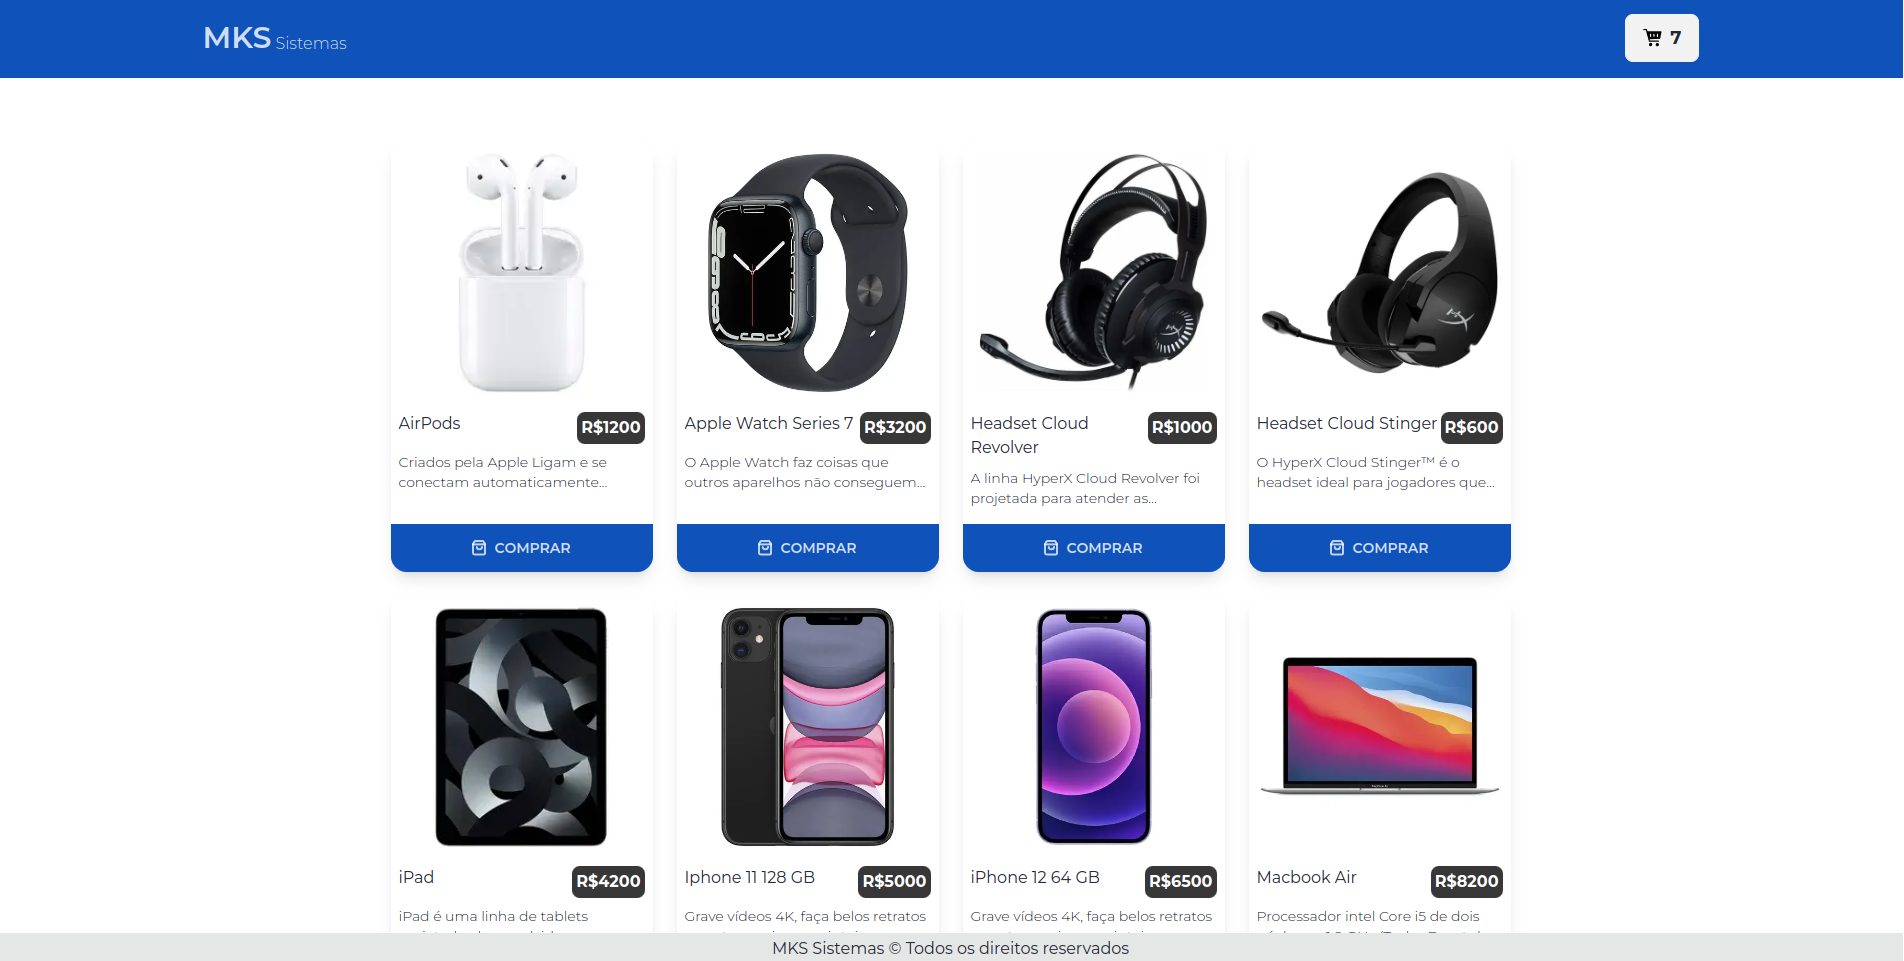 MKS Sistemas
7
AirPods
R$1200
Criados pela Apple Ligam e se
conectam automaticamente...
COMPRAR
Apple Watch Series 7
R$3200
O Apple Watch faz coisas que
outros aparelhos não conseguem...
COMPRAR
Headset Cloud
Revolver
R$1000
A linha HyperX Cloud Revolver foi
projetada para atender as...
COMPRAR
Headset Cloud Stinger
R$600
O HyperX Cloud Stinger™ é o
headset ideal para jogadores que...
COMPRAR
iPad
R$4200
iPad é uma linha de tablets
Iphone 11 128 GB
R$5000
Grave vídeos 4K, faça belos retratos
iPhone 12 64 GB
R$6500
Grave vídeos 4K, faça belos retratos
Macbook Air
R$8200
Processador intel Core i5 de dois
MKS Sistemas © Todos os direitos reservados